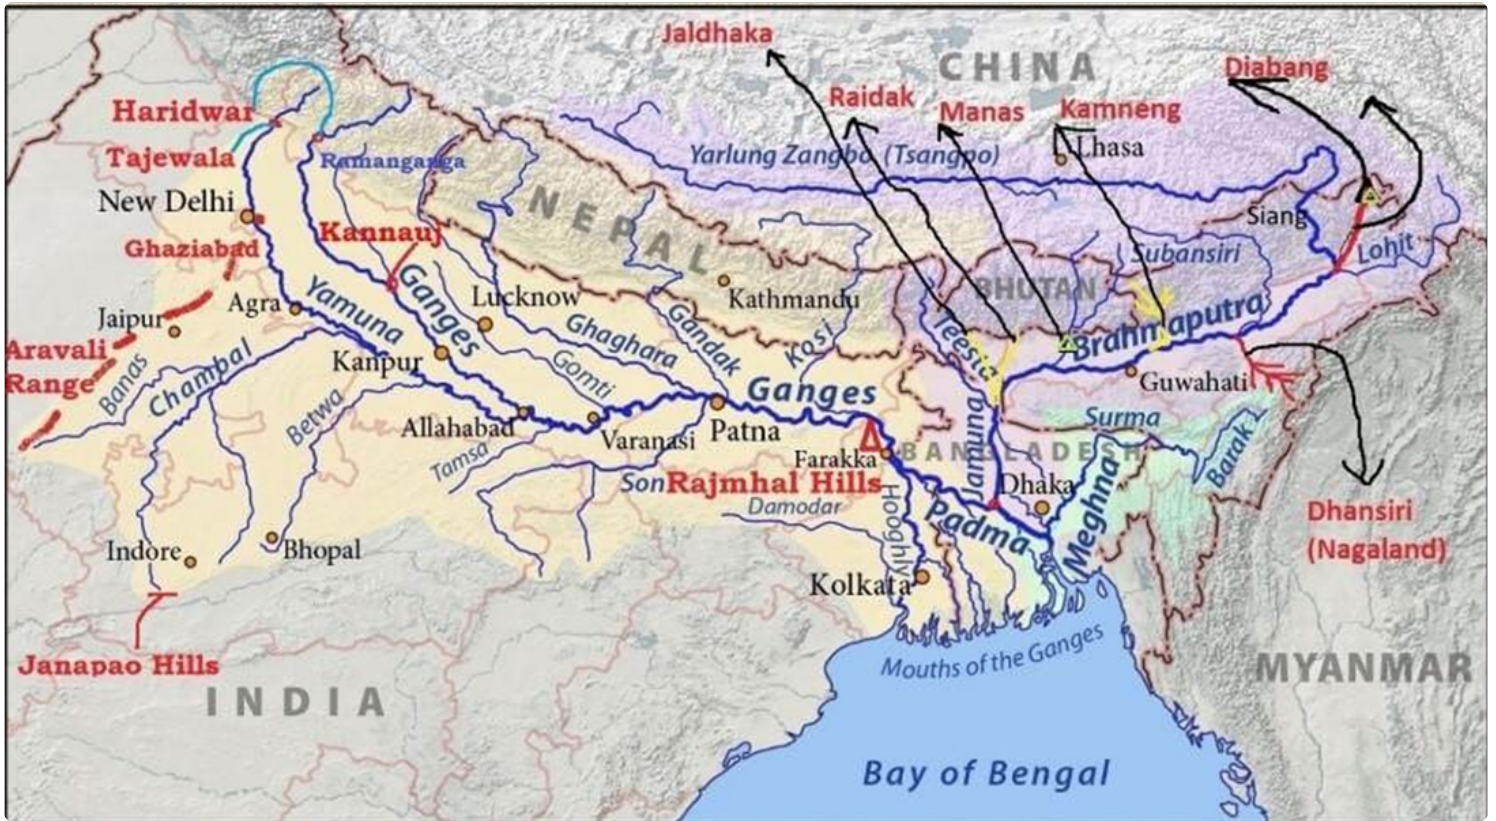 Jaldhaka
CHINA
Diabang
Raidak
Manas
Kamneng
Haridwar
Tajewala
Ramanganga
Yarlung Zangbo (Tsangpo)
Lhasa
New Delhi
NEPAL
Siang
Kannauj
Ghaziabad
Subansiri
Lohit
Ganges
Yamuna
Agra
Lucknow
Kathmandu
BHUTAN
Jaipur
Ghaghara
Gandak
Kosi
Teesta
Brahmaputra
Aravali
Range
Banas
Chambal
Kanpur
Gomti
Guwahati
Betwa
Ganges
Allahabad
Varanasi
Patna
Surma
Tamsa
Farakka
BANGLADESH
Jamuna
Barak
Son
Rajmhal Hills
Dhaka
Damodar
Hooghly
Padma
Meghna
Dhansiri
(Nagaland)
Indore
Bhopal
Kolkata
Janapao Hills
Mouths of the Ganges
INDIA
MYANMAR
Bay of Bengal